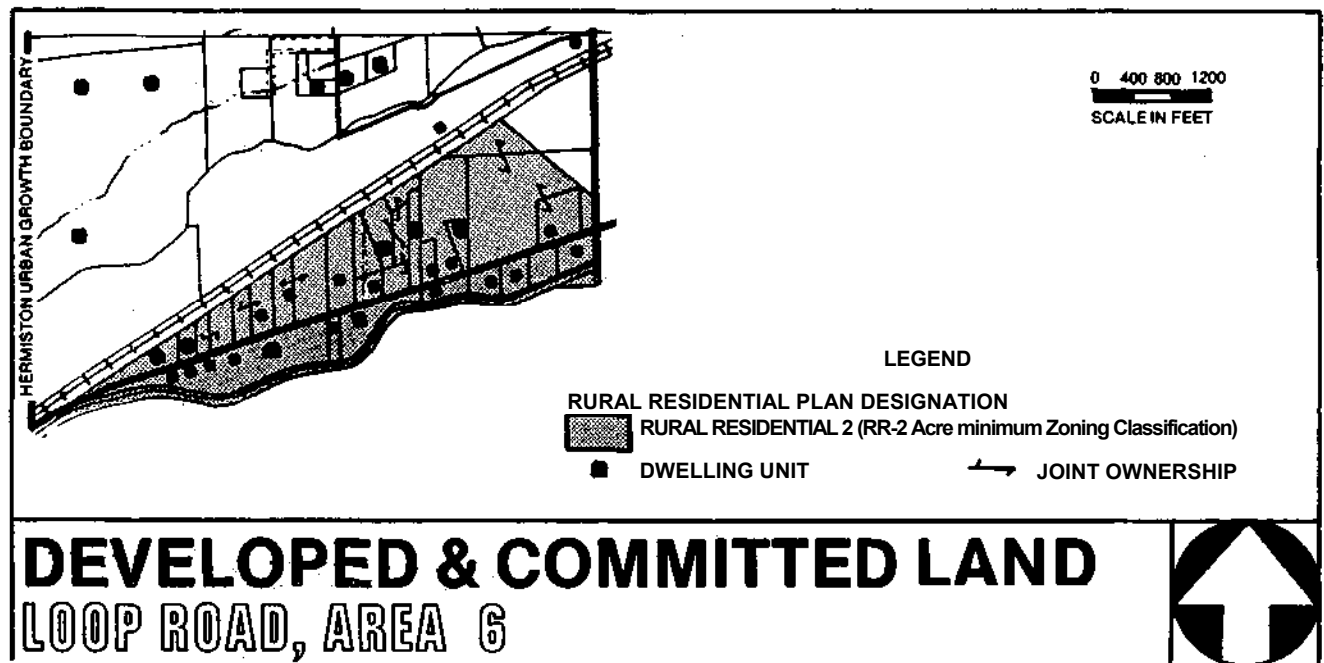 HERMISTON URBAN GROWTH BOUNDARY
0 400 800 1200
SCALE IN FEET
LEGEND
RURAL RESIDENTIAL PLAN DESIGNATION
RURAL RESIDENTIAL 2 (RR-2 Acre minimum Zoning Classification)
DWELLING UNIT
JOINT OWNERSHIP
DEVELOPED & COMMITTED LAND
LOOP ROAD, AREA 6